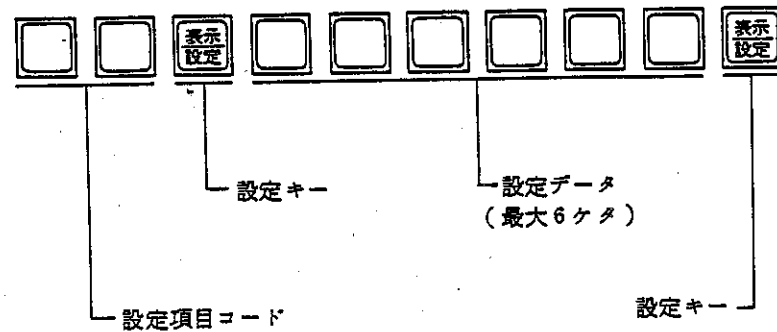 表示
設定
表示
設定
設定キー
設定データ
(最大6ケタ)
設定キー
設定項目コード